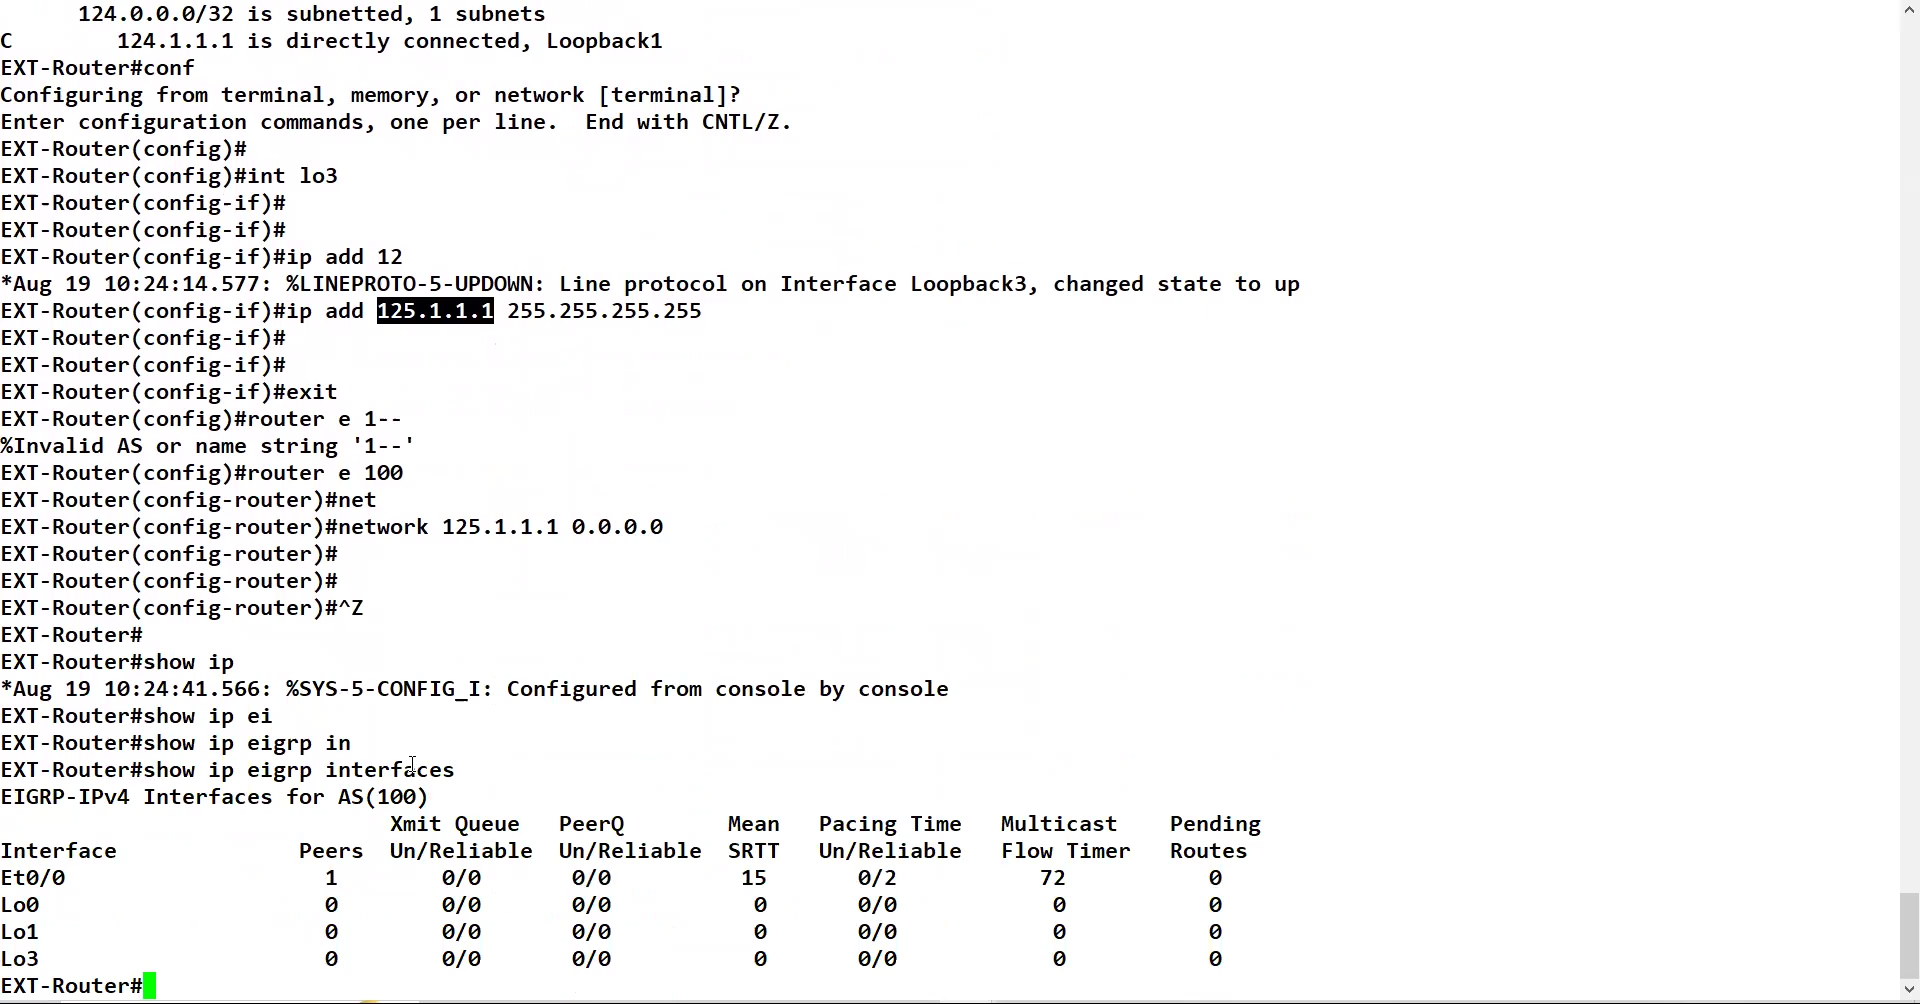 124.0.0.0/32 is subnetted, 1 subnets
C        124.1.1.1 is directly connected, Loopback1
EXT-Router#conf
Configuring from terminal, memory, or network [terminal]?
Enter configuration commands, one per line.  End with CNTL/Z.
EXT-Router(config)#
EXT-Router(config)#int lo3
EXT-Router(config-if)#
EXT-Router(config-if)#
EXT-Router(config-if)#ip add 12
*Aug 19 10:24:14.577: %LINEPROTO-5-UPDOWN: Line protocol on Interface Loopback3, changed state to up
EXT-Router(config-if)#ip add 125.1.1.1 255.255.255.255
EXT-Router(config-if)#
EXT-Router(config-if)#
EXT-Router(config-if)#exit
EXT-Router(config)#router e 1--
%Invalid AS or name string '1--'
EXT-Router(config)#router e 100
EXT-Router(config-router)#net
EXT-Router(config-router)#network 125.1.1.1 0.0.0.0
EXT-Router(config-router)#
EXT-Router(config-router)#
EXT-Router(config-router)#^Z
EXT-Router#
EXT-Router#show ip
*Aug 19 10:24:41.566: %SYS-5-CONFIG_I: Configured from console by console
EXT-Router#show ip ei
EXT-Router#show ip eigrp in
EXT-Router#show ip eigrp interfaces
EIGRP-IPv4 Interfaces for AS(100)
                              Xmit Queue   PeerQ        Mean   Pacing Time   Multicast    Pending
Interface              Peers  Un/Reliable  Un/Reliable  SRTT   Un/Reliable   Flow Timer   Routes
Et0/0                    1        0/0       0/0          15       0/2           72           0
Lo0                      0        0/0       0/0           0       0/0            0           0
Lo1                      0        0/0       0/0           0       0/0            0           0
Lo3                      0        0/0       0/0           0       0/0            0           0
EXT-Router#